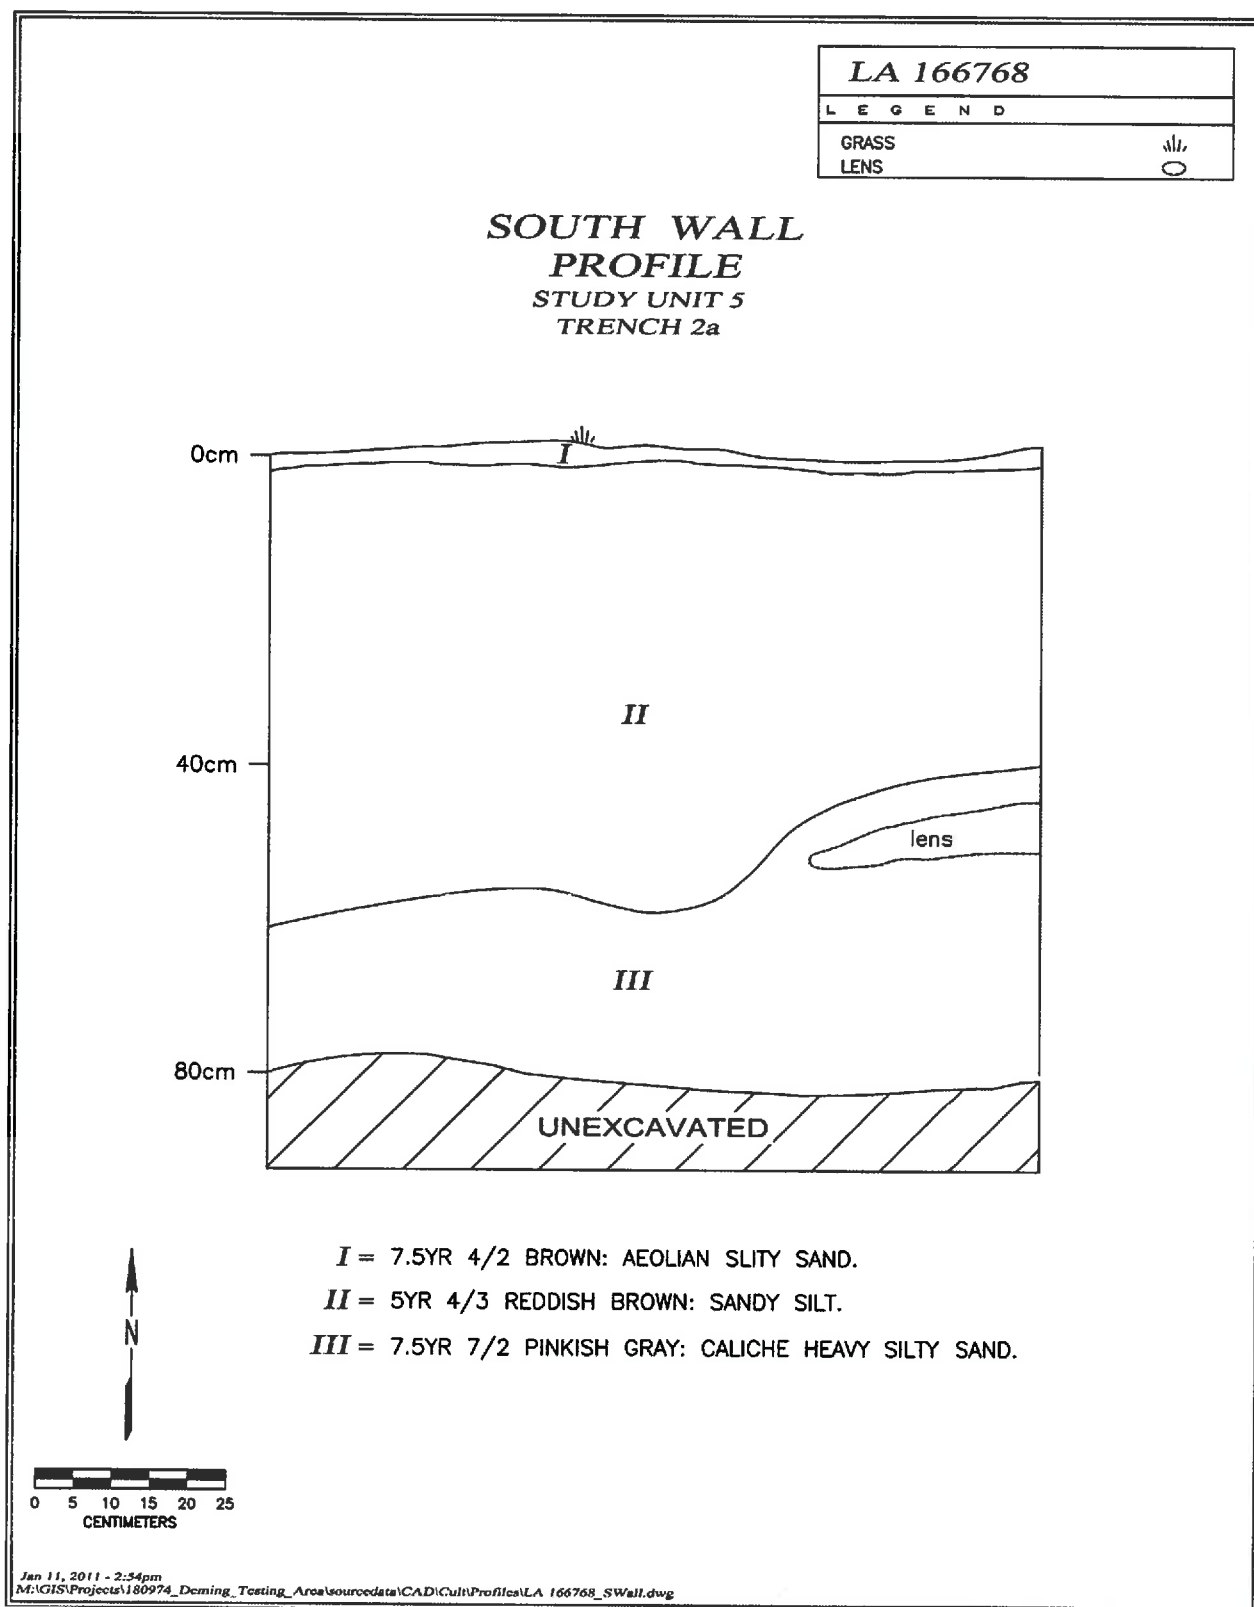 LA 166768
LEGEND
GRASS
LENS
SOUTH WALL
PROFILE
STUDY UNIT 5
TRENCH 2a
0cm
I
II
40cm
lens
III
80cm
UNEXCAVATED
I = 7.5YR 4/2 BROWN: AEOLIAN SLITY SAND.
II = 5YR 4/3 REDDISH BROWN: SANDY SILT.
III = 7.5YR 7/2 PINKISH GRAY: CALICHE HEAVY SILTY SAND.
N
0 5 10 15 20 25
CENTIMETERS
Jan 11, 2011 - 2:54pm
M:\GIS\Projects\180974_Deming_Testing_Area\sourcedata\CAD\Cult\Profiles\LA 166768_SWall.dwg